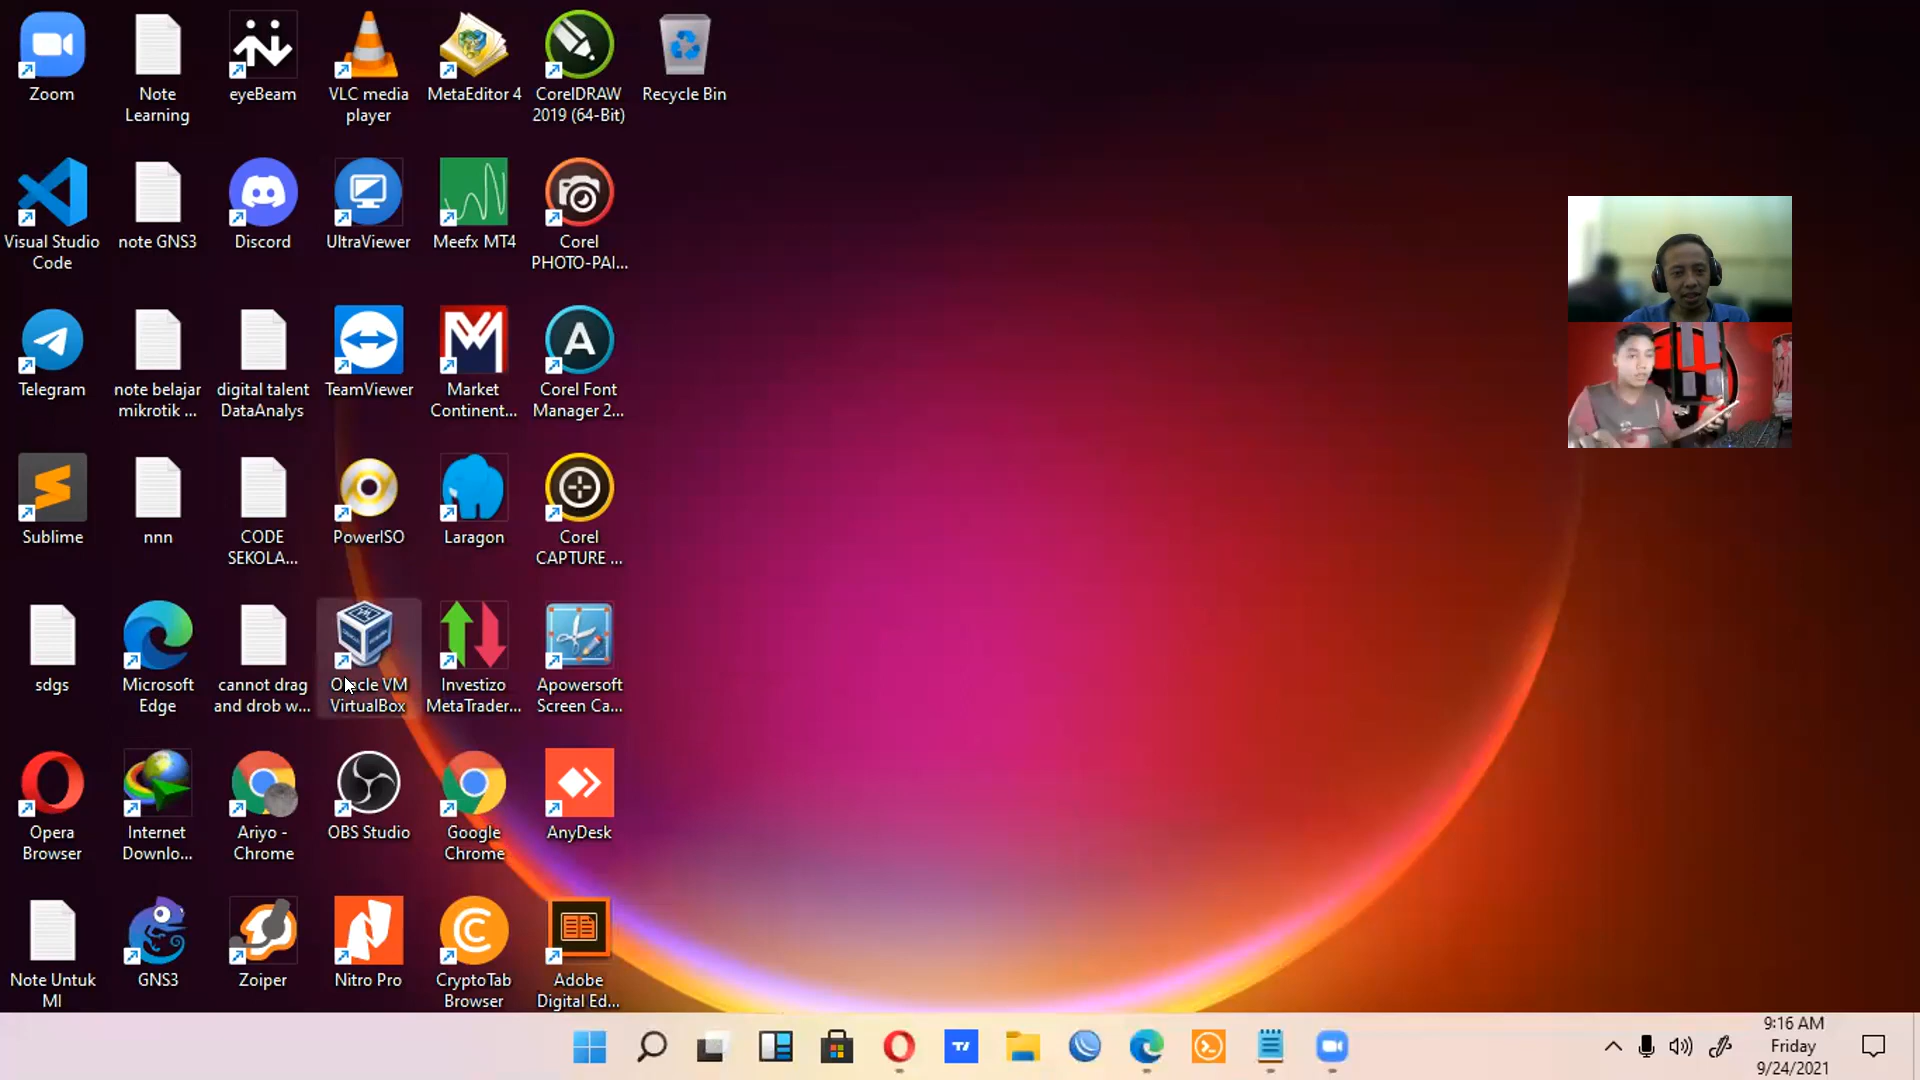 Zoom
Note
Learning
eyeBeam
VLC media
player
MetaEditor 4
CorelDRAW
2019 (64-Bit)
Recycle Bin
Visual Studio
Code
note GNS3
Discord
UltraViewer
Meefx MT4
Corel
PHOTO-PAI...
Telegram
note belajar
mikrotik ...
digital talent
DataAnalys
TeamViewer
Market
Continent...
Corel Font
Manager 2...
Sublime
nnn
CODE
SEKOLA...
PowerISO
Laragon
Corel
CAPTURE ...
sdgs
Microsoft
Edge
cannot drag
and drob w...
Oracle VM
VirtualBox
Investizo
MetaTrader...
Apowersoft
Screen Ca...
Opera
Browser
Internet
Downlo...
Ariyo -
Chrome
OBS Studio
Google
Chrome
AnyDesk
Note Untuk
MI
GNS3
Zoiper
Nitro Pro
CryptoTab
Browser
Adobe
Digital Ed...
9:16 AM
Friday
9/24/2021